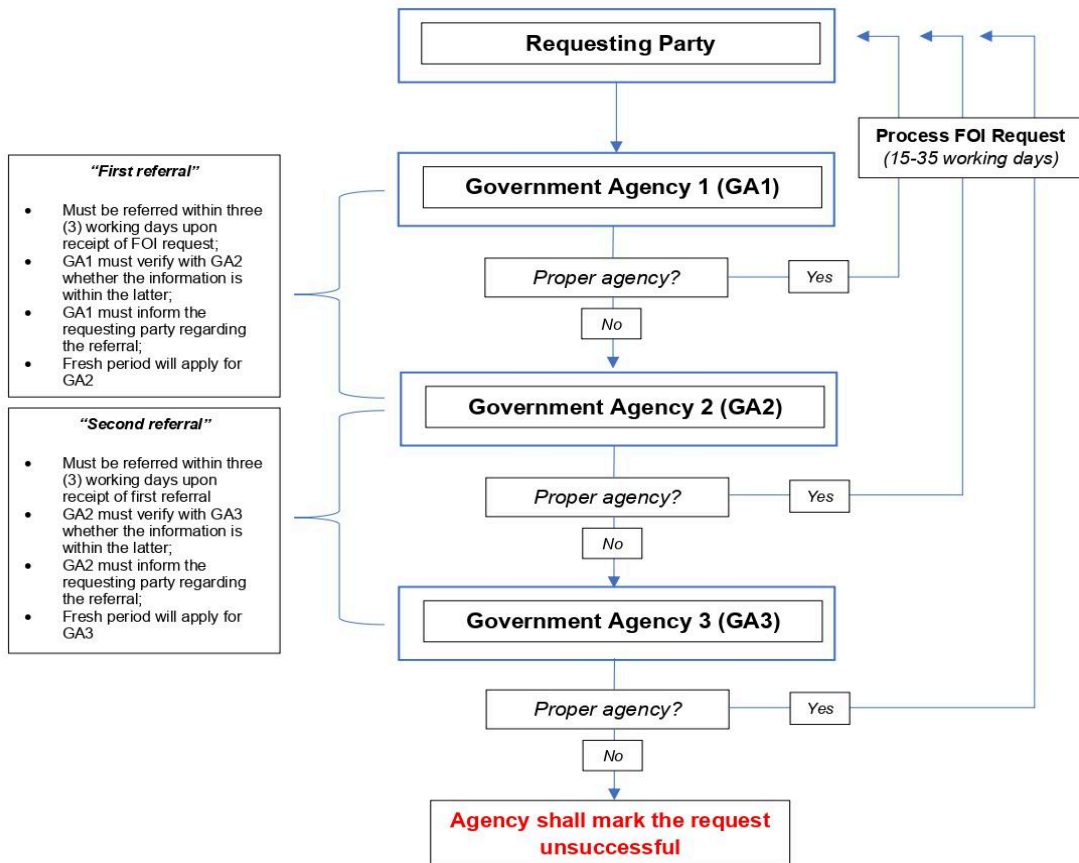 Requesting Party
Process FOI Request
(15-35 working days)
“First referral”
• Must be referred within three
(3) working days upon
receipt of FOI request;
• GA1 must verify with GA2
whether the information is
within the latter;
• GA1 must inform the
requesting party regarding
the referral;
• Fresh period will apply for
GA2
Government Agency 1 (GA1)
Proper agency?
Yes
No
Government Agency 2 (GA2)
“Second referral”
• Must be referred within three
(3) working days upon
receipt of first referral
• GA2 must verify with GA3
whether the information is
within the latter;
• GA2 must inform the
requesting party regarding
the referral;
• Fresh period will apply for
GA3
Proper agency?
Yes
No
Government Agency 3 (GA3)
Proper agency?
Yes
No
Agency shall mark the request
unsuccessful